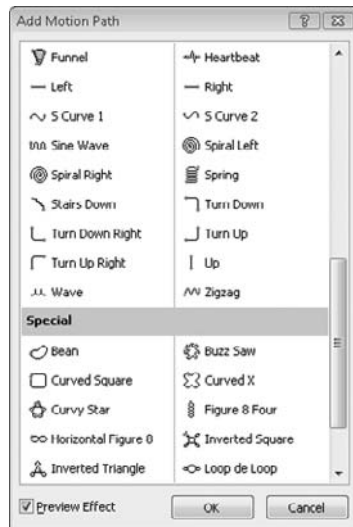 Add Motion Path
Funnel Heartbeat
Left Right
S Curve 1 S Curve 2
Sine Wave Spiral Left
Spiral Right Spring
Stairs Down Turn Down
Turn Down Right Turn Up
Turn Up Right Up
Wave Zigzag
Special
Bean Buzz Saw
Curved Square Curved X
Curvy Star Figure 8 Four
Horizontal Figure 8 Inverted Square
Inverted Triangle Loop de Loop
Preview Effect OK Cancel